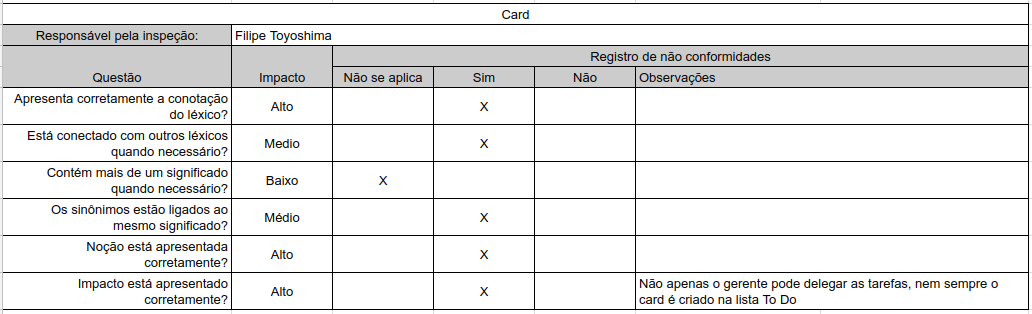 Card
Responsável pela inspeção: Filipe Toyoshima
Registro de não conformidades
Questão Impacto Não se aplica Sim Não Observações
Apresenta corretamente a conotação
do léxico? Alto X
Está conectado com outros léxicos
quando necessário? Medio X
Contém mais de um significado
quando necessário? Baixo X
Os sinônimos estão ligados ao
mesmo significado? Médio X
Noção está apresentada
corretamente? Alto X
Impacto está apresentado
corretamente? Alto X
Não apenas o gerente pode delegar as tarefas, nem sempre o
card é criado na lista To Do